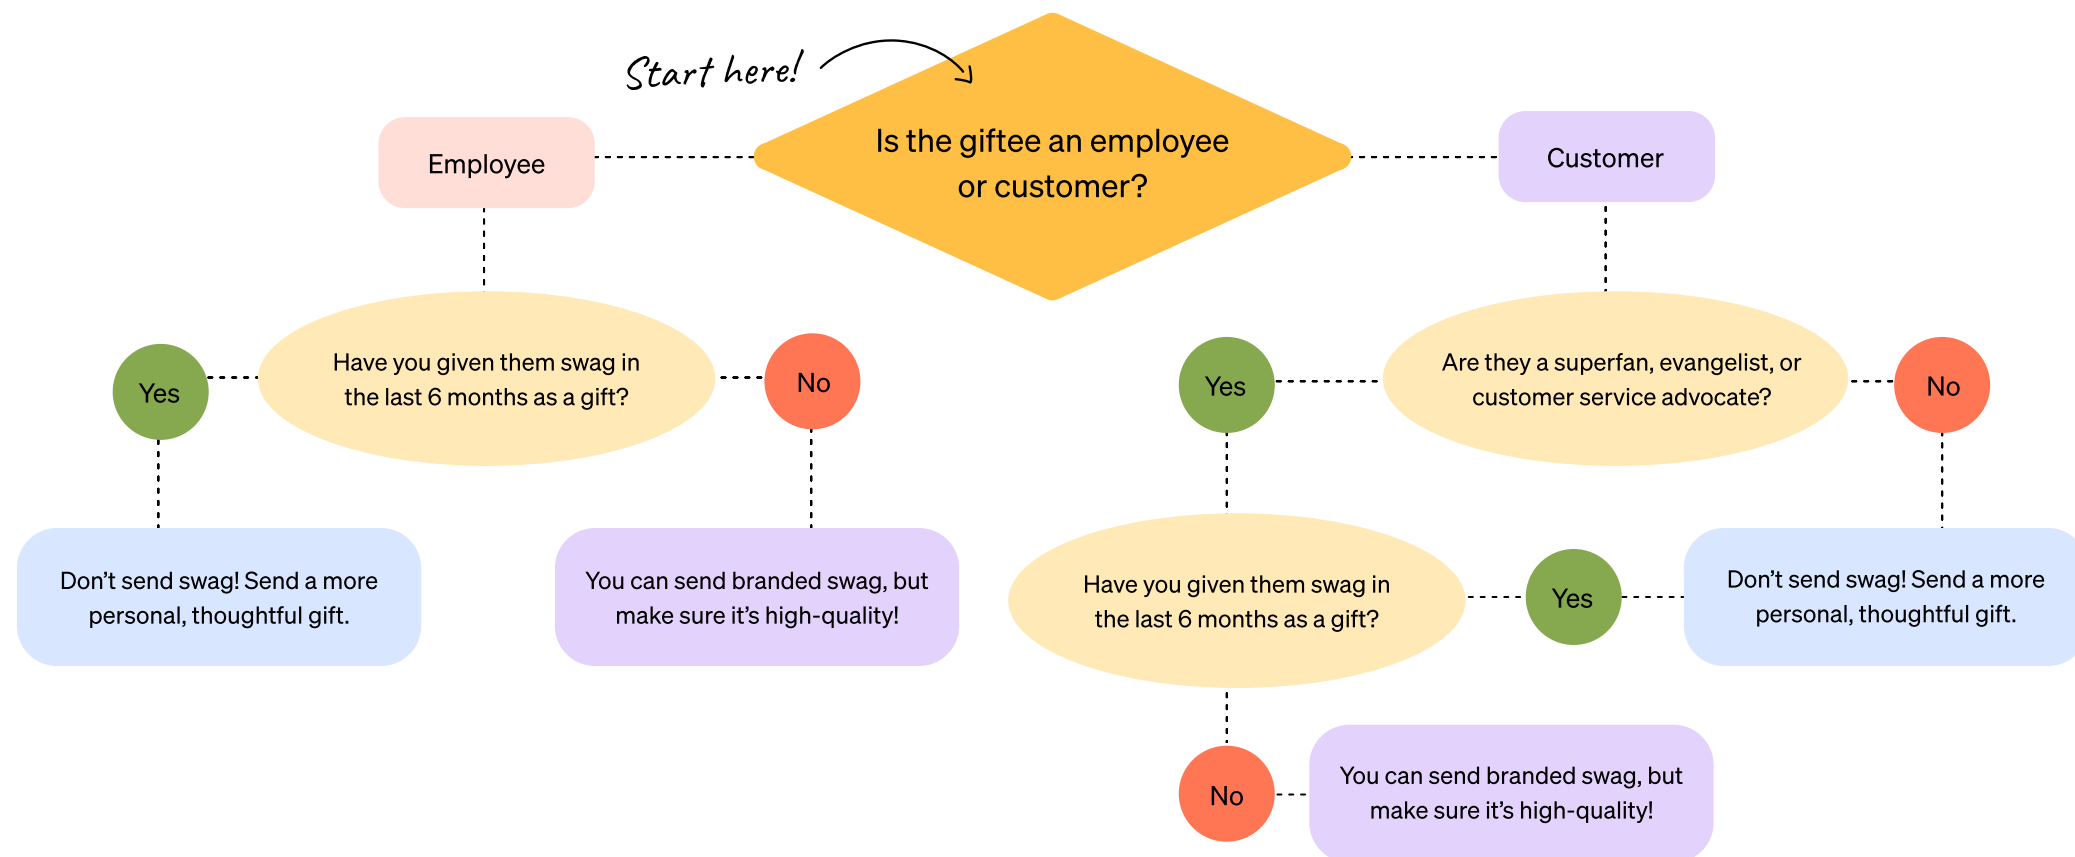 Start here!
Is the giftee an employee
or customer?
Employee
Customer
Have you given them swag in
the last 6 months as a gift?
Yes
No
Are they a superfan, evangelist, or
customer service advocate?
Yes
No
Don’t send swag! Send a more
personal, thoughtful gift.
You can send branded swag, but
make sure it’s high-quality!
Have you given them swag in
the last 6 months as a gift?
Yes
Don’t send swag! Send a more
personal, thoughtful gift.
No
You can send branded swag, but
make sure it’s high-quality!